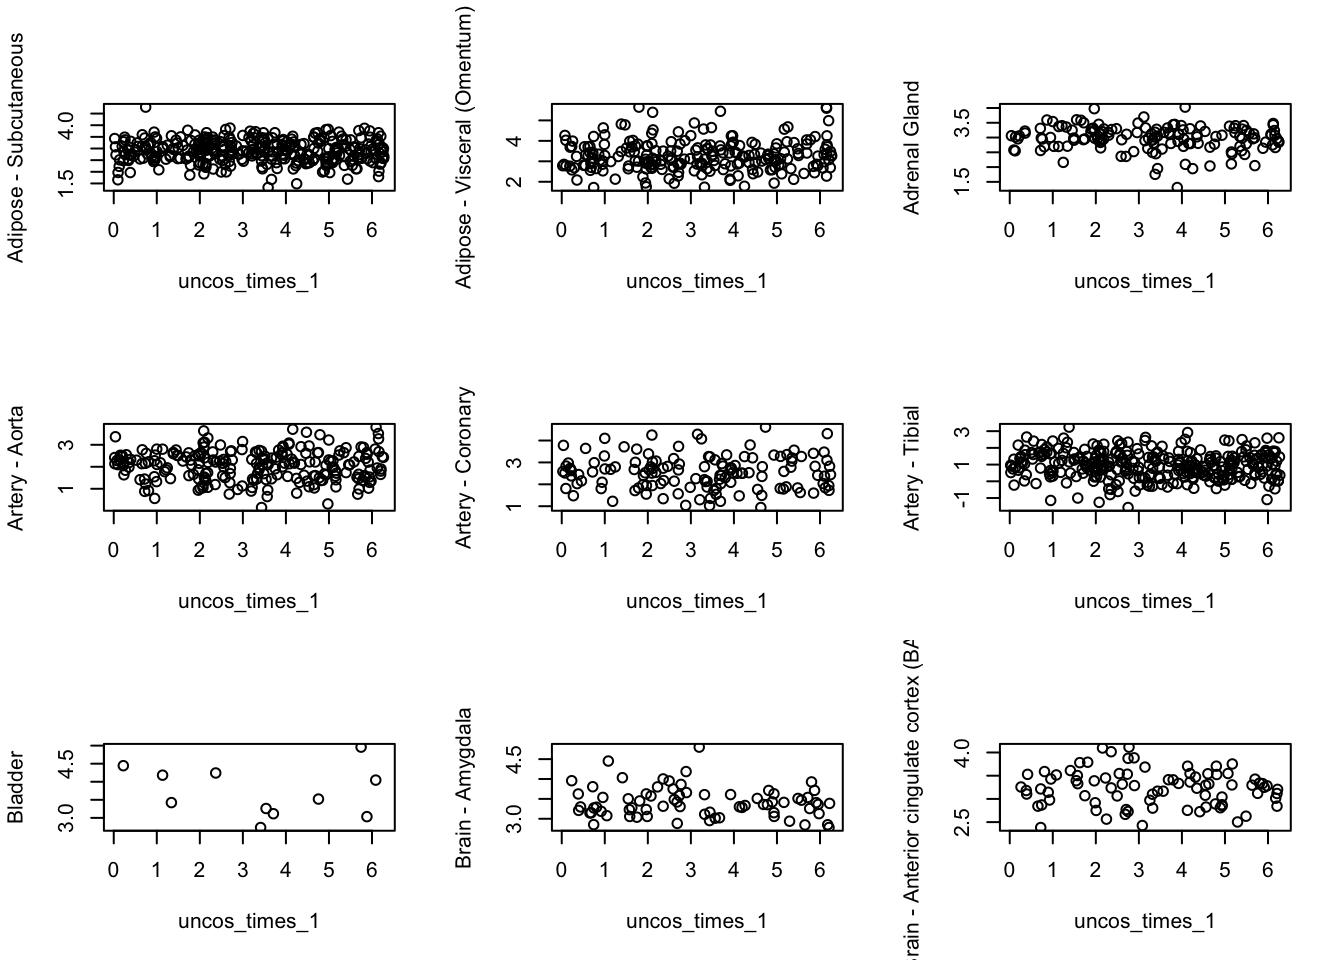 Adipose - Subcutaneous
1.5 4.0
0 1 2 3 4 5 6
uncos_times_1
Adipose - Visceral (Omentum)
2 4
0 1 2 3 4 5 6
uncos_times_1
Adrenal Gland
1.5 3.5
0 1 2 3 4 5 6
uncos_times_1
Artery - Aorta
1 3
0 1 2 3 4 5 6
uncos_times_1
Artery - Coronary
1 3
0 1 2 3 4 5 6
uncos_times_1
Artery - Tibial
-1 1 3
0 1 2 3 4 5 6
uncos_times_1
Bladder
3.0 4.5
0 1 2 3 4 5 6
uncos_times_1
Brain - Amygdala
3.0 4.5
0 1 2 3 4 5 6
uncos_times_1
rain - Anterior cingulate cortex (BA
2.5 4.0
0 1 2 3 4 5 6
uncos_times_1